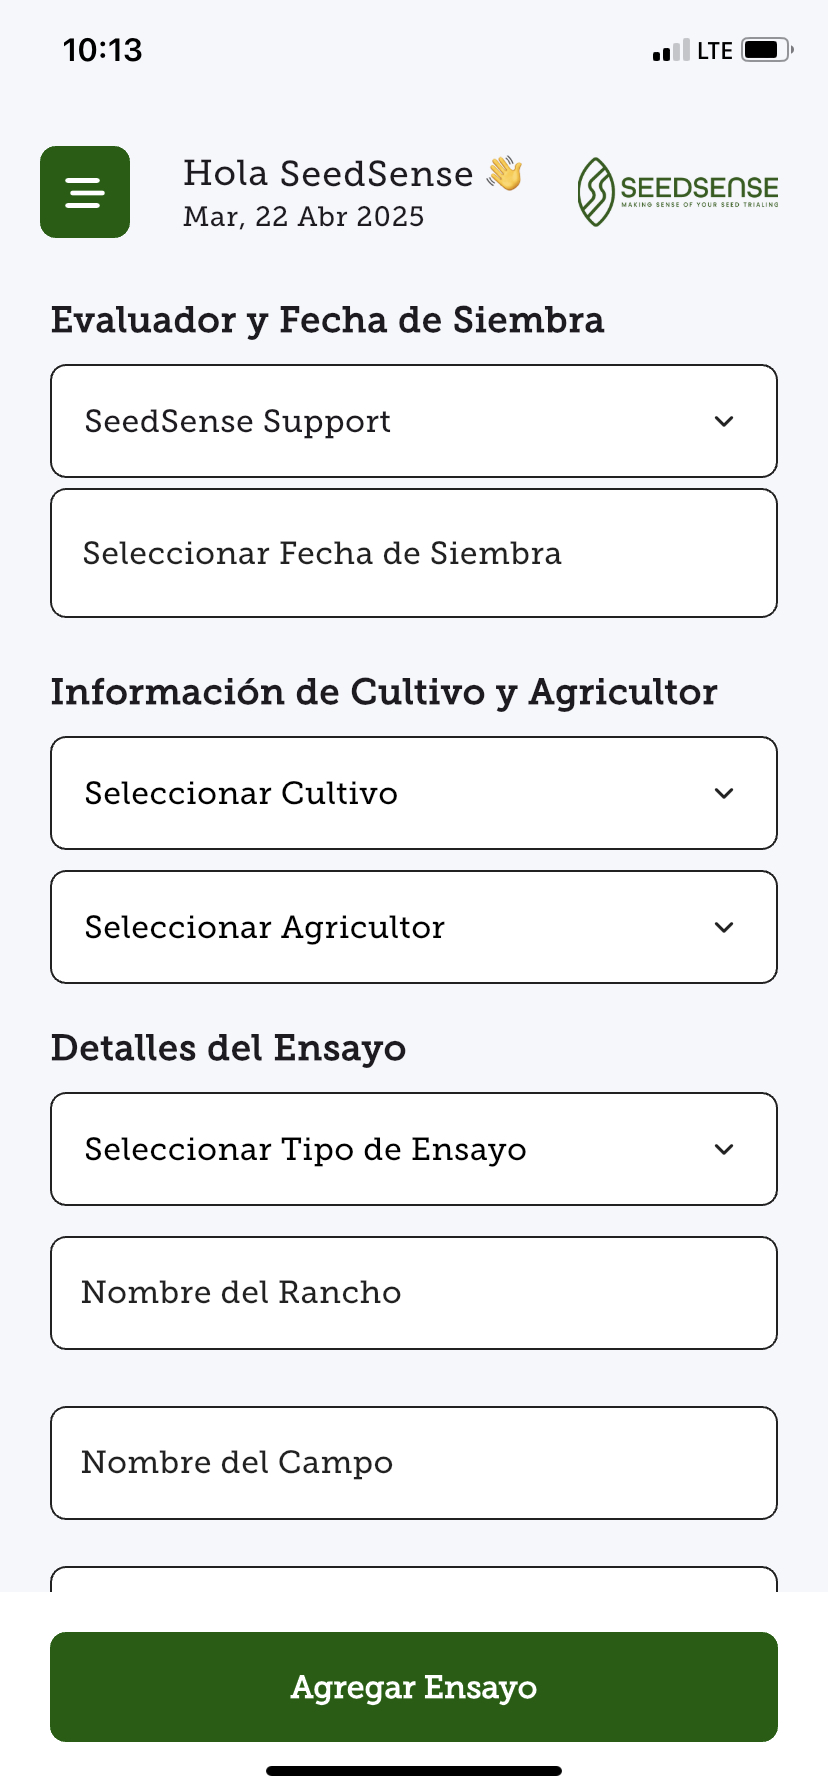 10:13
LTE
Hola SeedSense 👋
Mar, 22 Abr 2025
SEEDSENSE
MAKING SENSE OF YOUR SEED TRIALING
Evaluador y Fecha de Siembra
SeedSense Support
Seleccionar Fecha de Siembra
Información de Cultivo y Agricultor
Seleccionar Cultivo
Seleccionar Agricultor
Detalles del Ensayo
Seleccionar Tipo de Ensayo
Nombre del Rancho
Nombre del Campo
Agregar Ensayo